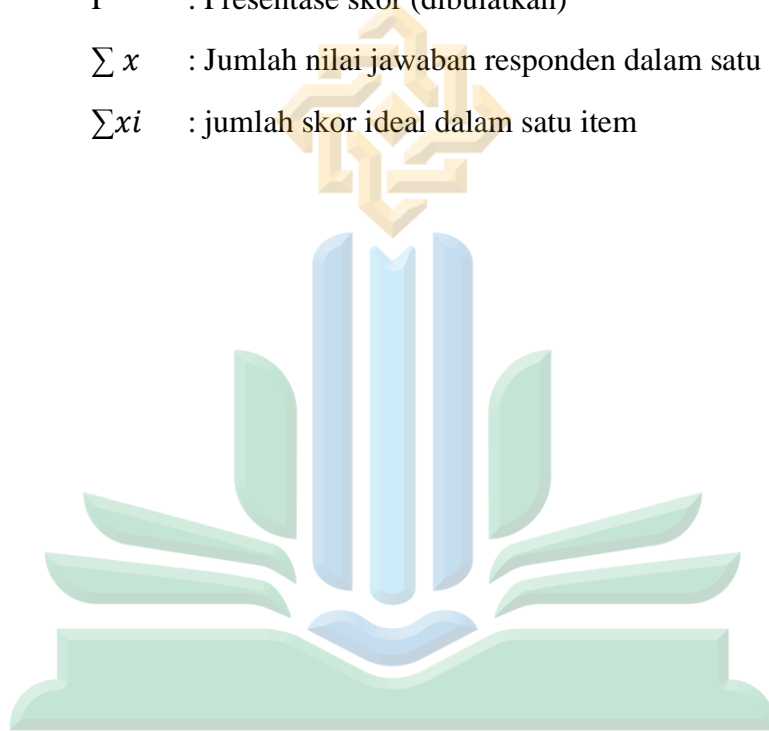 : Presentase skor (dibulatkan)
∑ x : Jumlah nilai jawaban responden dalam satu
∑xi : jumlah skor ideal dalam satu item